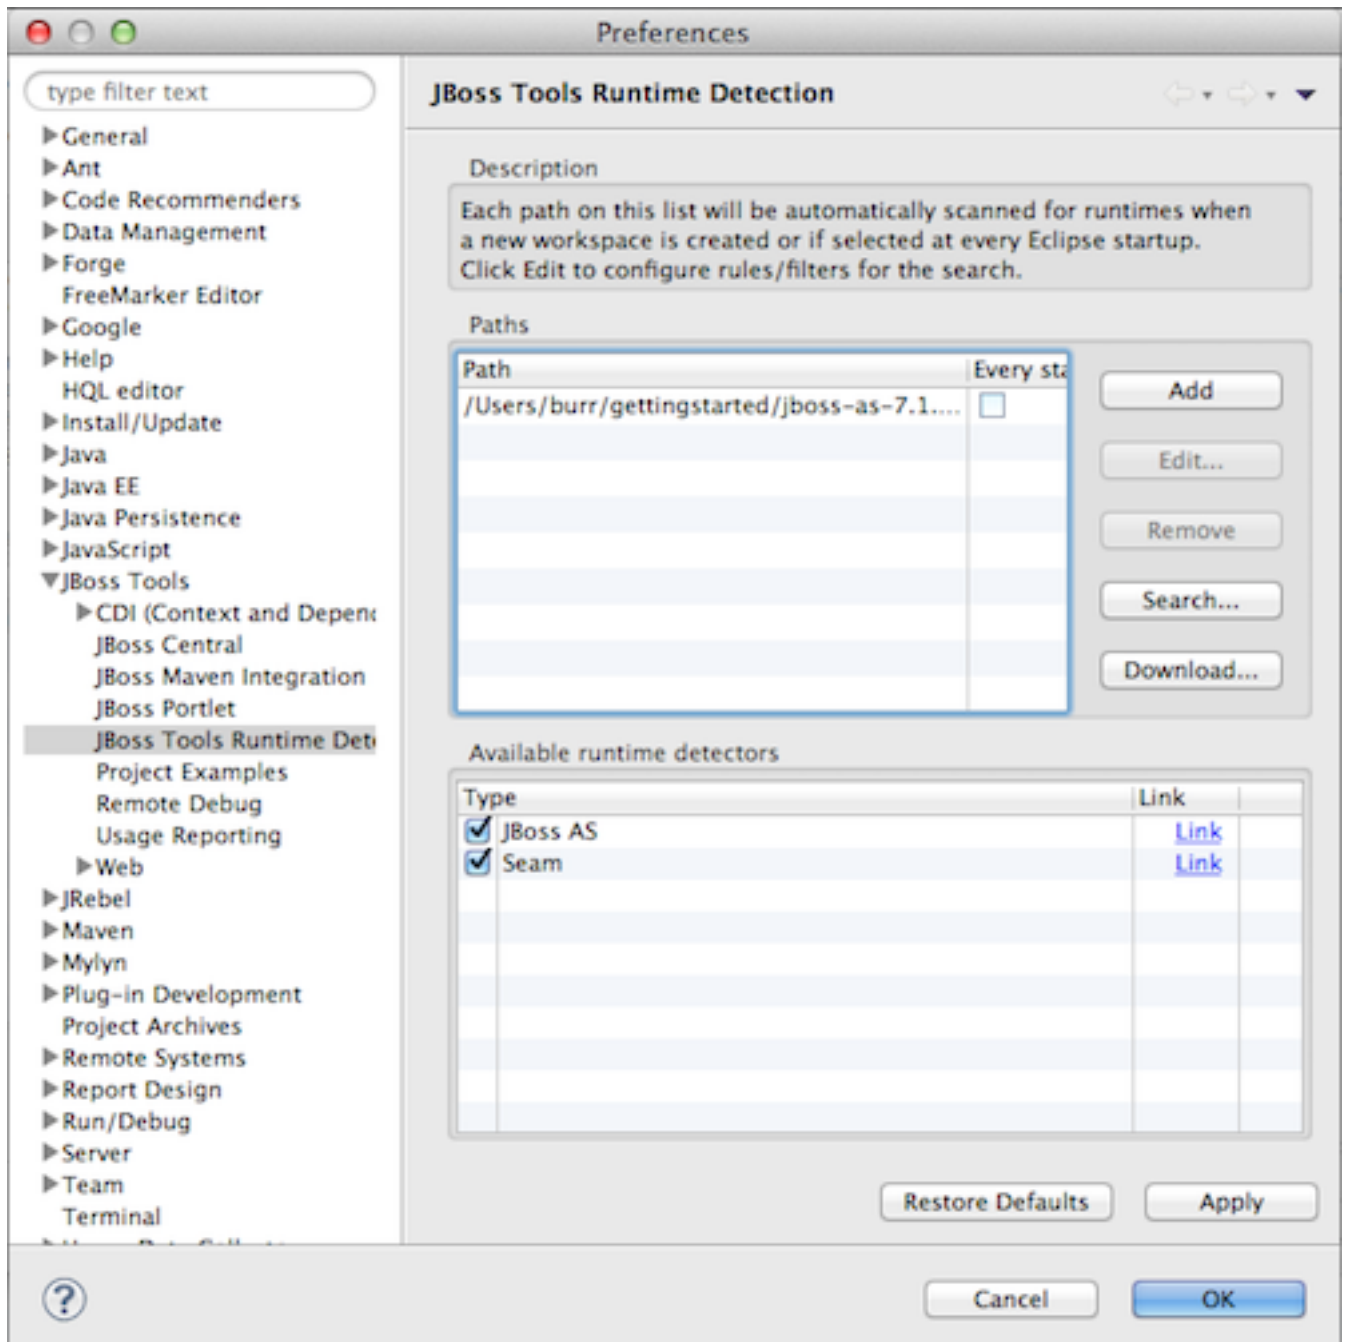 Preferences
type filter text
General
Ant
Code Recommenders
Data Management
Forge
FreeMarker Editor
Google
Help
HQL editor
Install/Update
Java
Java EE
Java Persistence
JavaScript
JBoss Tools
CDI (Context and Depend
JBoss Central
JBoss Maven Integration
JBoss Portlet
JBoss Tools Runtime Dete
Project Examples
Remote Debug
Usage Reporting
Web
JRebel
Maven
Mylyn
Plug-in Development
Project Archives
Remote Systems
Report Design
Run/Debug
Server
Team
Terminal
JBoss Tools Runtime Detection
Description
Each path on this list will be automatically scanned for runtimes when
a new workspace is created or if selected at every Eclipse startup.
Click Edit to configure rules/filters for the search.
Paths
Path Every sta
/Users/burr/gettingstarted/jboss-as-7.1....
Add
Edit...
Remove
Search...
Download...
Available runtime detectors
Type Link
JBoss AS Link
Seam Link
Restore Defaults Apply
? Cancel OK